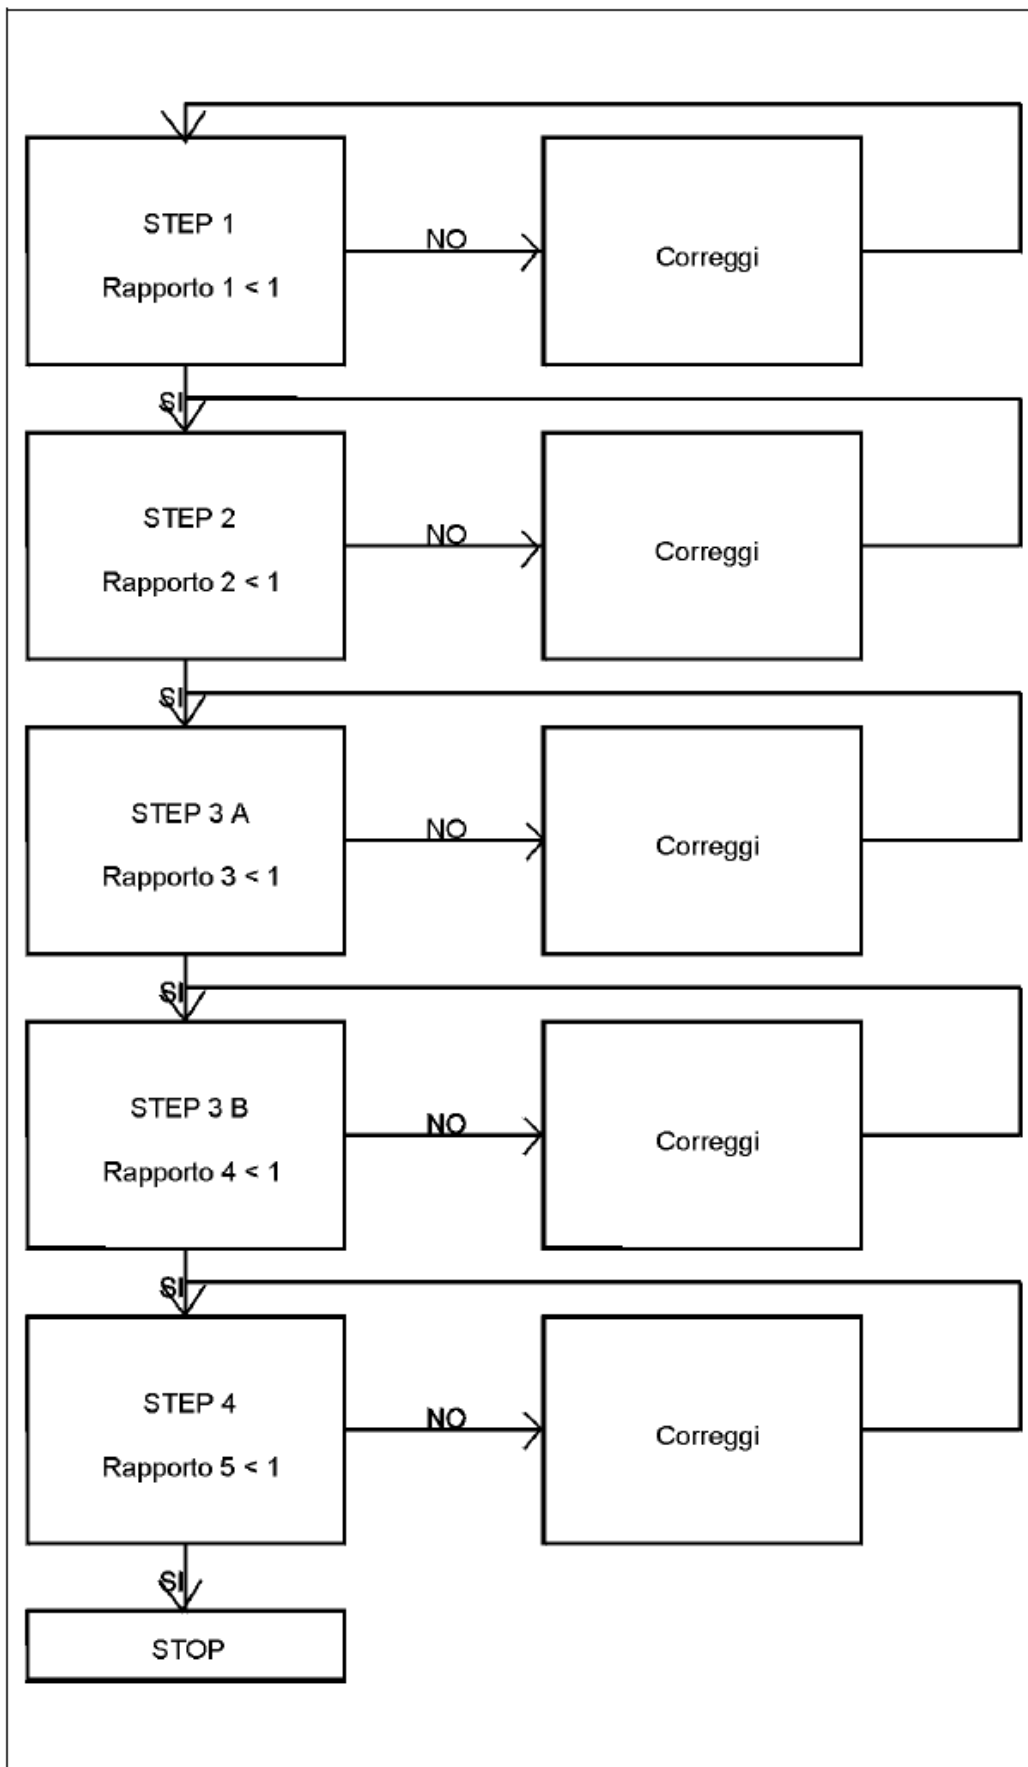 STEP 1
Rapporto 1 < 1
NO
Correggi
SI
STEP 2
Rapporto 2 < 1
NO
Correggi
SI
STEP 3 A
Rapporto 3 < 1
NO
Correggi
SI
STEP 3 B
Rapporto 4 < 1
NO
Correggi
SI
STEP 4
Rapporto 5 < 1
NO
Correggi
SI
STOP